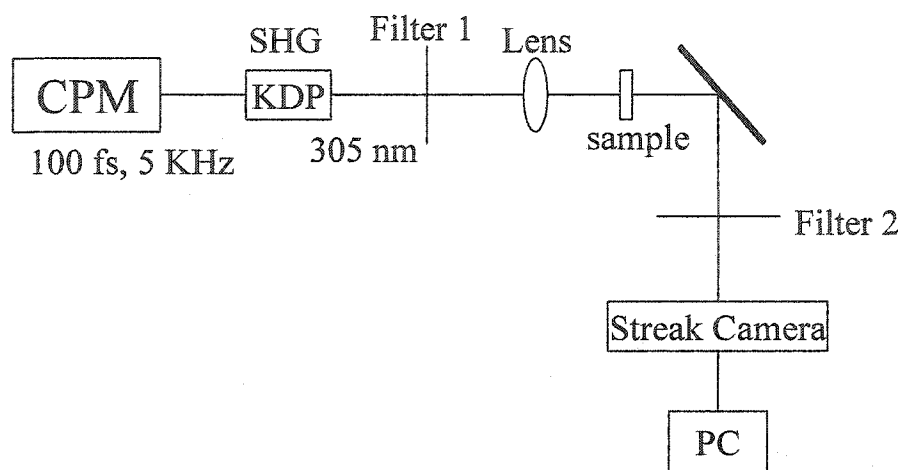 SHG
Filter 1
Lens
CPM
KDP
100 fs, 5 KHz
305 nm
sample
Filter 2
Streak Camera
PC